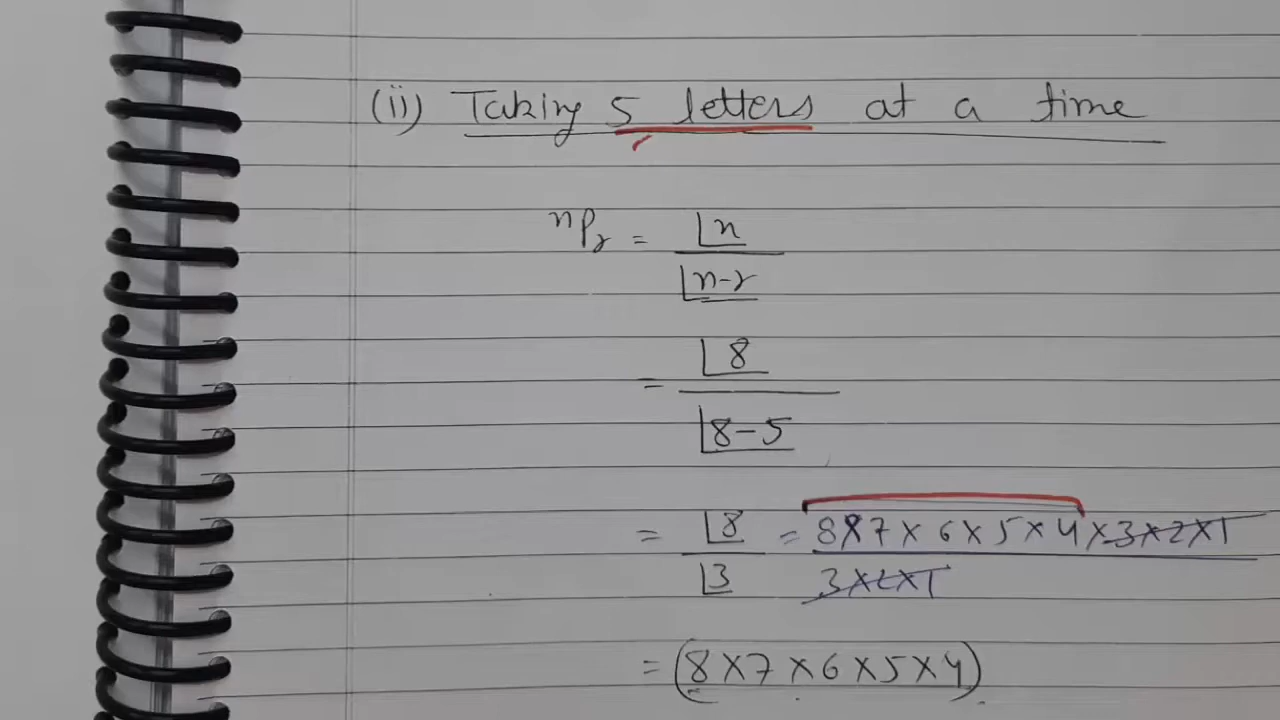 (ii) Taking 5 letters at a time
nPr = ⌊n / ⌊n-r
= ⌊8 / ⌊8-5
= ⌊8 / ⌊3 = 8×7×6×5×4×3×2×1 / 3×2×1
= (8×7×6×5×4)